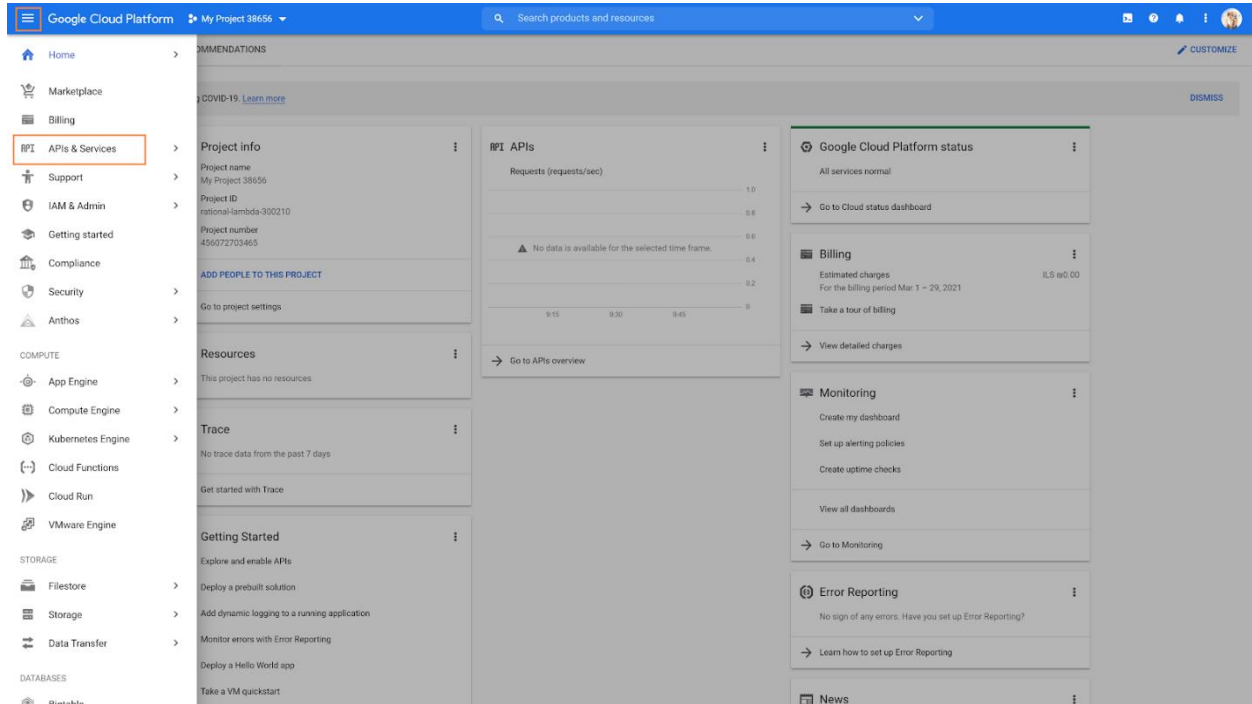 Google Cloud Platform
My Project 38656
Search products and resources
Home
OMMENDATIONS
CUSTOMIZE
Marketplace
g COVID-19. Learn more
DISMISS
Billing
API APIs & Services
Support
IAM & Admin
Getting started
Compliance
Security
Anthos
COMPUTE
App Engine
Compute Engine
Kubernetes Engine
Cloud Functions
Cloud Run
VMware Engine
STORAGE
Filestore
Storage
Data Transfer
DATABASES
Bigtable
Project info
Project name
My Project 38656
Project ID
rational-lambda-300210
Project number
456072703465
ADD PEOPLE TO THIS PROJECT
Go to project settings
Resources
This project has no resources
Trace
No trace data from the past 7 days
Get started with Trace
Getting Started
Explore and enable APIs
Deploy a prebuilt solution
Add dynamic logging to a running application
Monitor errors with Error Reporting
Deploy a Hello World app
Take a VM quickstart
API APIs
Requests (requests/sec)
1.0
0.8
0.6
No data is available for the selected time frame.
0.4
0.2
0
9:15 9:30 9:45
Go to APIs overview
Google Cloud Platform status
All services normal
Go to Cloud status dashboard
Billing
Estimated charges ILS ₪0.00
For the billing period Mar 1 – 29, 2021
Take a tour of billing
View detailed charges
Monitoring
Create my dashboard
Set up alerting policies
Create uptime checks
View all dashboards
Go to Monitoring
Error Reporting
No sign of any errors. Have you set up Error Reporting?
Learn how to set up Error Reporting
News